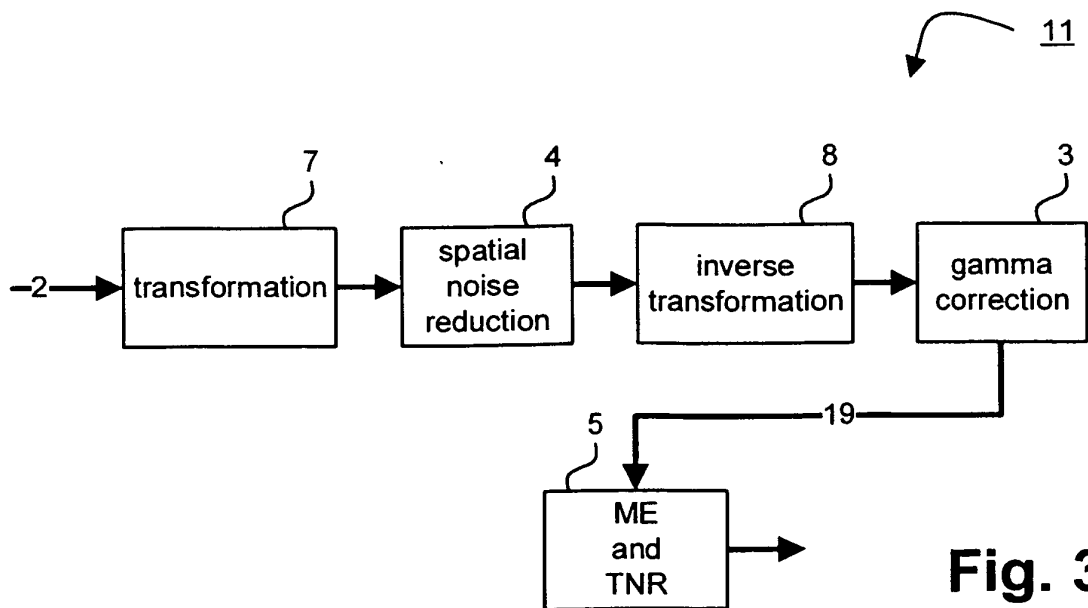 11
7
4
8
3
2
transformation
spatial
noise
reduction
inverse
transformation
gamma
correction
19
5
ME
and
TNR
Fig. 3